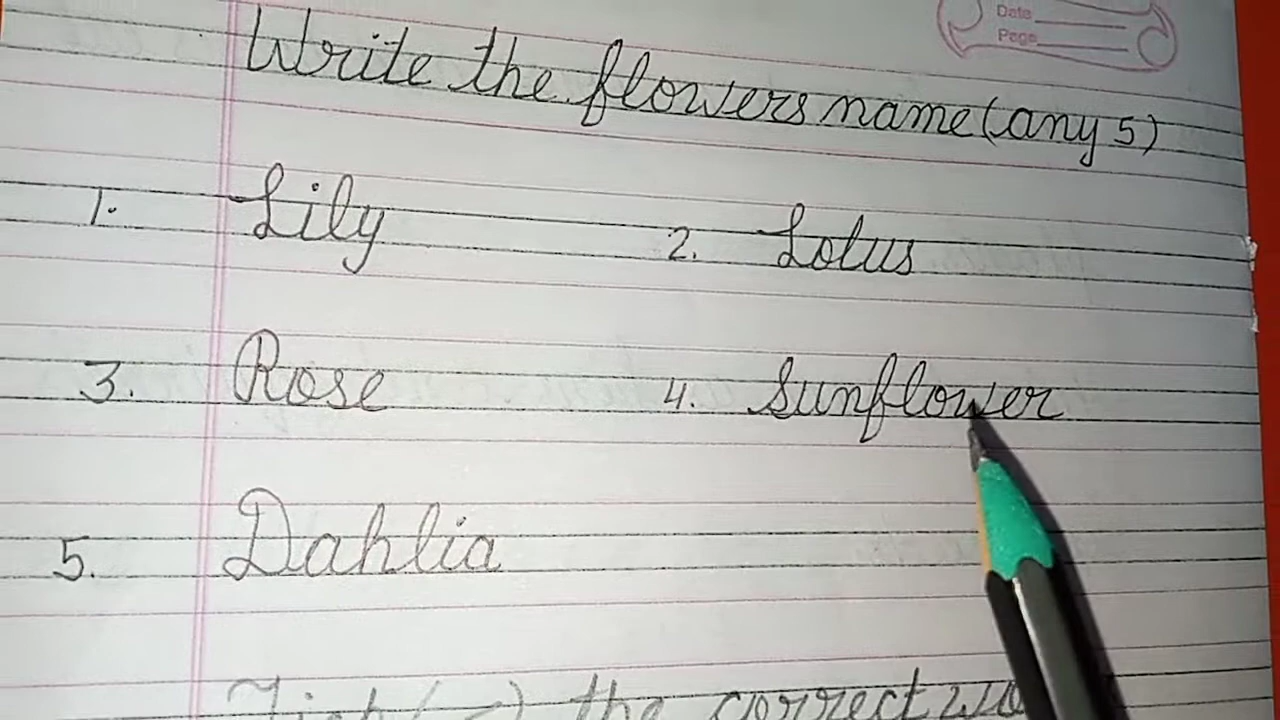 Date
Page
Write the flowers name (any 5)
1. Lily 2. Lotus
3. Rose 4. Sunflower
5. Dahlia
the correct